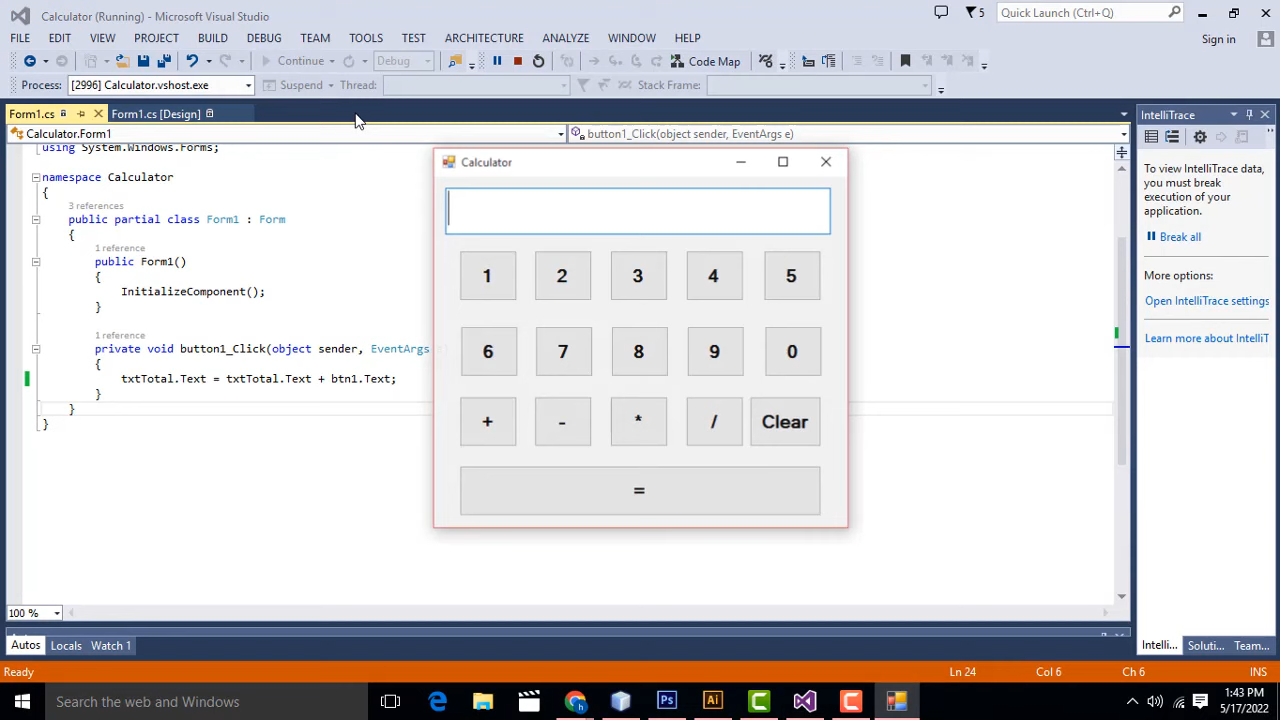 Calculator (Running) - Microsoft Visual Studio
5
Quick Launch (Ctrl+Q)
FILE EDIT VIEW PROJECT BUILD DEBUG TEAM TOOLS TEST ARCHITECTURE ANALYZE WINDOW HELP
Sign in
Continue Debug Code Map
Process: [2996] Calculator.vshost.exe Suspend Thread: Stack Frame:
Form1.cs Form1.cs [Design]
Calculator.Form1 button1_Click(object sender, EventArgs e)
using System.Windows.Forms;
namespace Calculator
{
3 references
public partial class Form1 : Form
{
1 reference
public Form1()
{
InitializeComponent();
}
1 reference
private void button1_Click(object sender, EventArgs
{
txtTotal.Text = txtTotal.Text + btn1.Text;
}
}
}
Calculator
1 2 3 4 5
6 7 8 9 0
+ - * / Clear
=
IntelliTrace
To view IntelliTrace data,
you must break
execution of your
application.
Break all
More options:
Open IntelliTrace settings
Learn more about IntelliT
100 %
Autos Locals Watch 1
Intelli... Soluti... Team...
Ready Ln 24 Col 6 Ch 6 INS
Search the web and Windows
Ps Ai
1:43 PM
5/17/2022